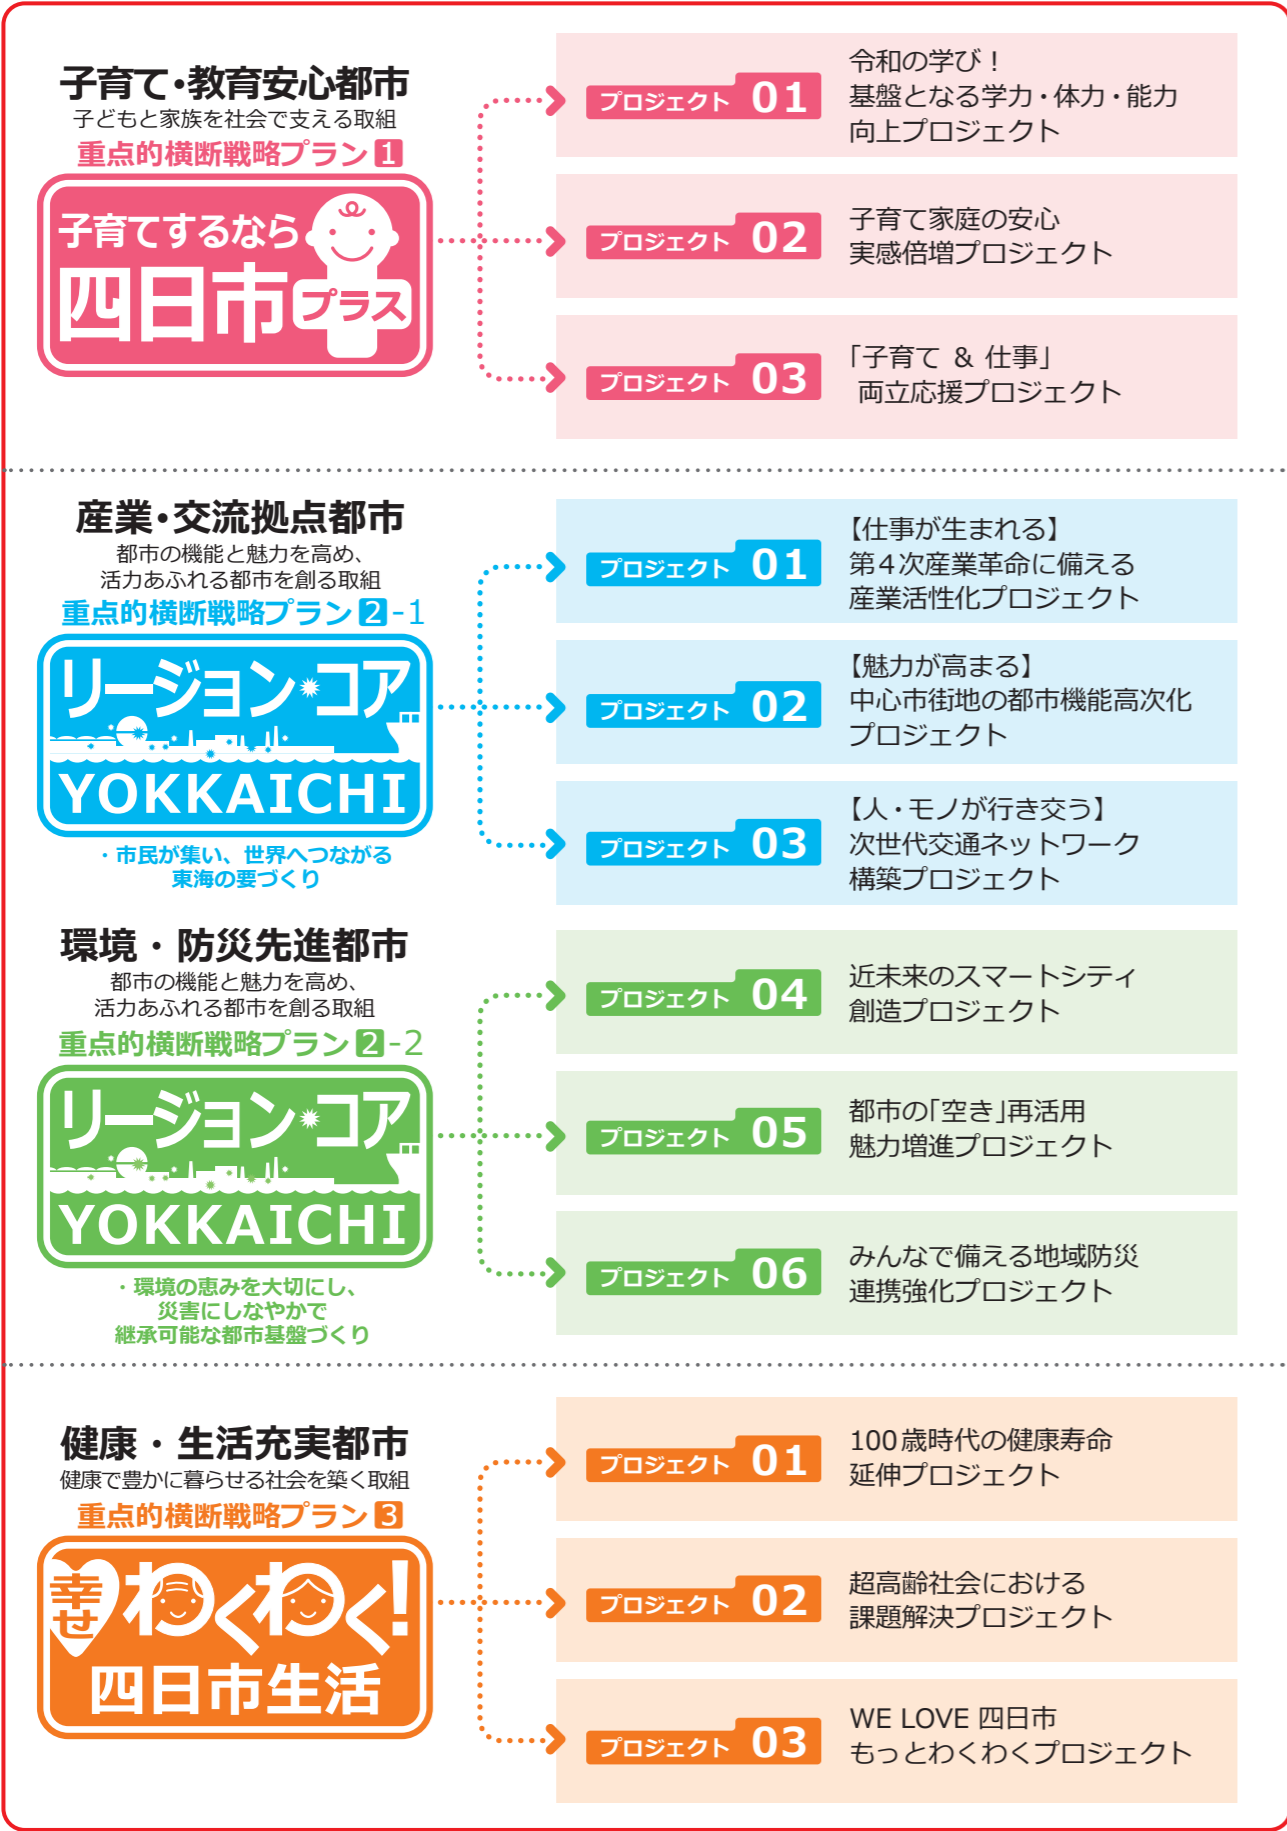 子育て・教育安心都市
子どもと家族を社会で支える取組
重点的横断戦略プラン1
子育てするなら
四日市プラス
プロジェクト 01
令和の学び！
基盤となる学力・体力・能力
向上プロジェクト
プロジェクト 02
子育て家庭の安心
実感倍増プロジェクト
プロジェクト 03
「子育て & 仕事」
両立応援プロジェクト
産業・交流拠点都市
都市の機能と魅力を高め、
活力あふれる都市を創る取組
重点的横断戦略プラン2-1
リージョン・コア
YOKKAICHI
・市民が集い、世界へつながる
東海の要づくり
プロジェクト 01
【仕事が生まれる】
第４次産業革命に備える
産業活性化プロジェクト
プロジェクト 02
【魅力が高まる】
中心市街地の都市機能高次化
プロジェクト
プロジェクト 03
【人・モノが行き交う】
次世代交通ネットワーク
構築プロジェクト
環境・防災先進都市
都市の機能と魅力を高め、
活力あふれる都市を創る取組
重点的横断戦略プラン2-2
リージョン・コア
YOKKAICHI
・環境の恵みを大切にし、
災害にしなやかで
継承可能な都市基盤づくり
プロジェクト 04
近未来のスマートシティ
創造プロジェクト
プロジェクト 05
都市の「空き」再活用
魅力増進プロジェクト
プロジェクト 06
みんなで備える地域防災
連携強化プロジェクト
健康・生活充実都市
健康で豊かに暮らせる社会を築く取組
重点的横断戦略プラン3
幸せ わくわく！
四日市生活
プロジェクト 01
100歳時代の健康寿命
延伸プロジェクト
プロジェクト 02
超高齢社会における
課題解決プロジェクト
プロジェクト 03
WE LOVE 四日市
もっとわくわくプロジェクト